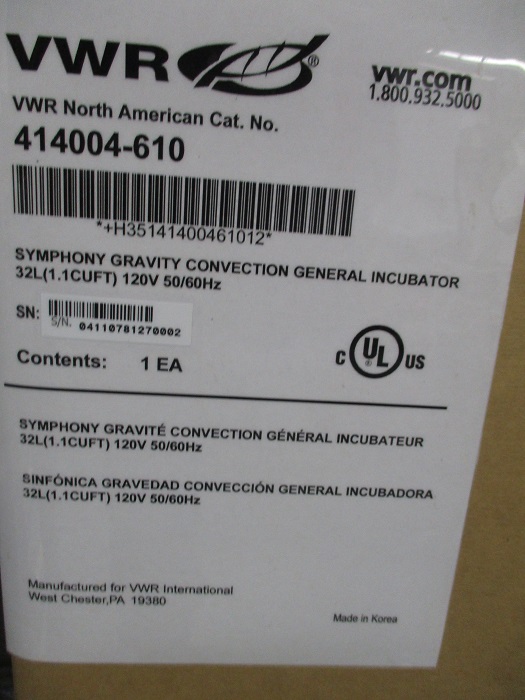 VWR®
vwr.com
1.800.932.5000
VWR North American Cat. No.
414004-610
*+H35141400461012*
SYMPHONY GRAVITY CONVECTION GENERAL INCUBATOR
32L(1.1CUFT) 120V 50/60Hz
SN:
S/N. 04110781270002
Contents: 1 EA
C UL® US
SYMPHONY GRAVITÉ CONVECTION GÉNÉRAL INCUBATEUR
32L(1.1CUFT) 120V 50/60Hz
SINFÓNICA GRAVEDAD CONVECCIÓN GENERAL INCUBADORA
32L(1.1CUFT) 120V 50/60Hz
Manufactured for VWR International
West Chester,PA 19380
Made in Korea